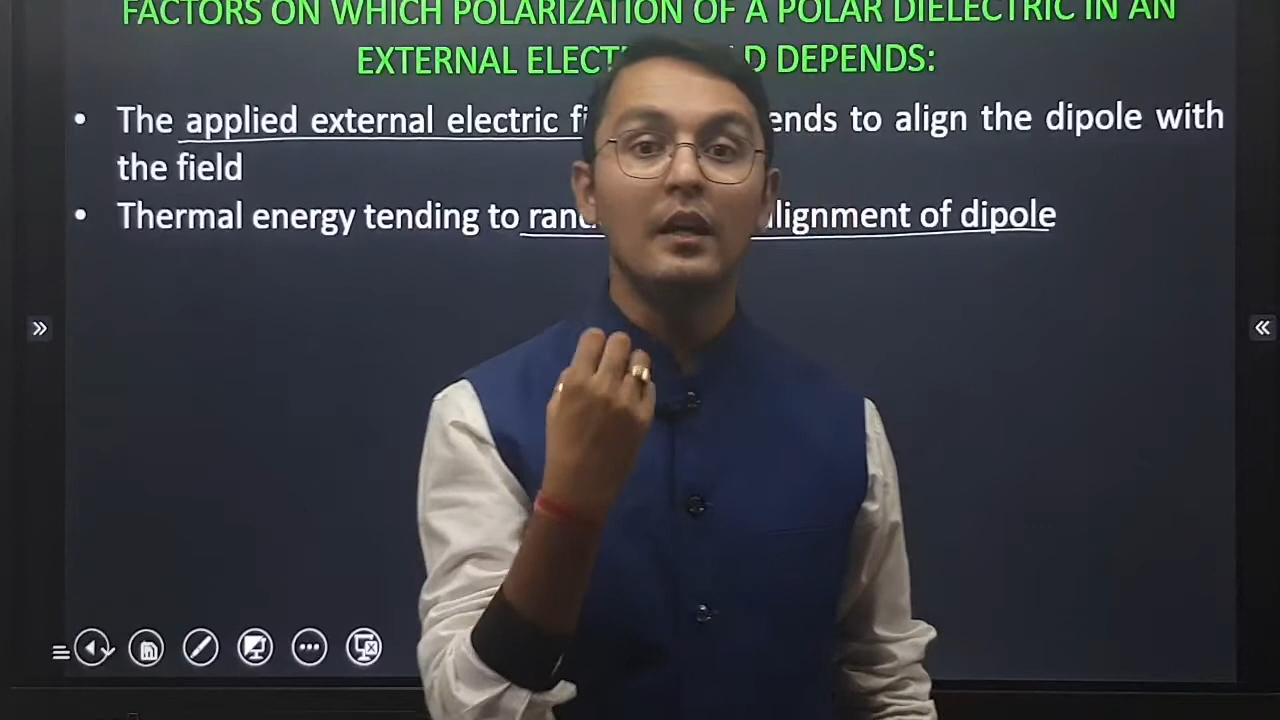 FACTORS ON WHICH POLARIZATION OF A POLAR DIELECTRIC IN AN
EXTERNAL D DEPENDS:
• The applied external electric ends to align the dipole with
the field
• Thermal energy tending to lignment of dipole